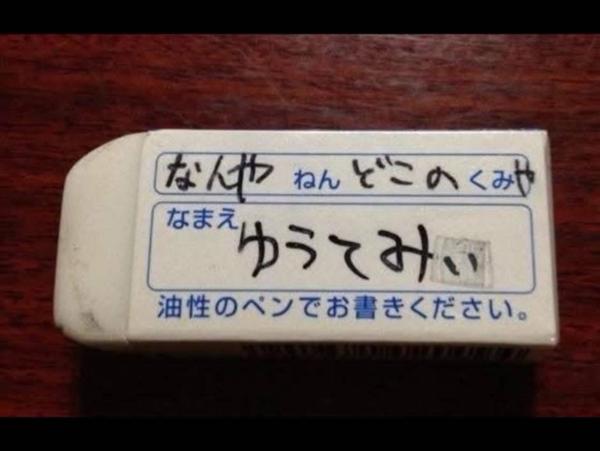 なんやねんどこのくみや
なまえ
ゆうてみぃ
油性のペンでお書きください。